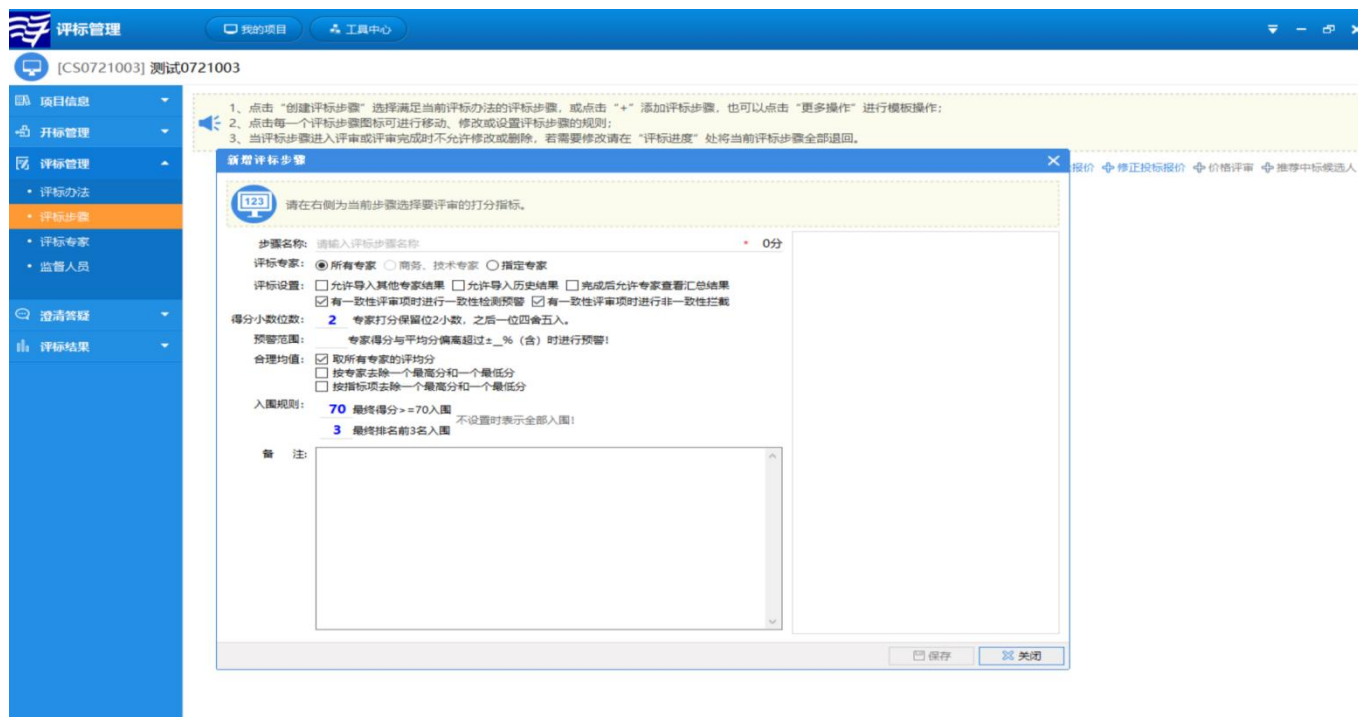 评标管理 我的项目 工具中心
[CS0721003] 测试0721003
项目信息
开标管理
评标管理
• 评标办法
• 评标步骤
• 评标专家
• 监督人员
澄清答疑
评标结果
1、点击“创建评标步骤”选择满足当前评标办法的评标步骤，或点击“+”添加评标步骤，也可以点击“更多操作”进行模板操作；
2、点击每一个评标步骤图标可进行移动、修改或设置评标步骤的规则；
3、当评标步骤进入评审或评审完成时不允许修改或删除，若需要修改请在“评标进度”处将当前评标步骤全部退回。
报价 修正投标报价 价格评审 推荐中标候选人
新增评标步骤
123 请在右侧为当前步骤选择要评审的打分指标。
步骤名称: 请输入评标步骤名称 * 0分
评标专家: 所有专家 商务、技术专家 指定专家
评标设置: 允许导入其他专家结果 允许导入历史结果 完成后允许专家查看汇总结果
有一致性评审项时进行一致性检测预警 有一致性评审项时进行非一致性拦截
得分小数位数: 2 专家打分保留位2小数，之后一位四舍五入。
预警范围: 专家得分与平均分偏离超过±_%（含）时进行预警!
合理均值: 取所有专家的评均分
按专家去除一个最高分和一个最低分
按指标项去除一个最高分和一个最低分
入围规则: 70 最终得分>=70入围
不设置时表示全部入围!
3 最终排名前3名入围
备 注:
保存 关闭